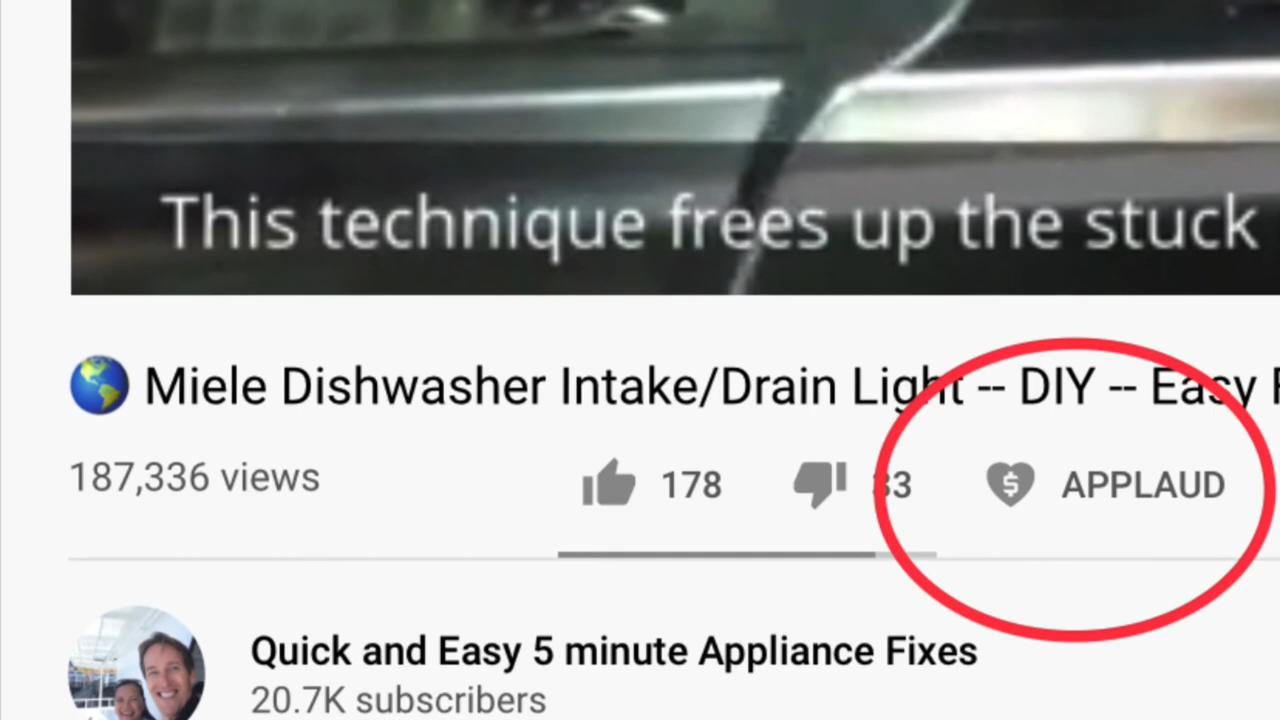 This technique frees up the stuck
Miele Dishwasher Intake/Drain Light -- DIY -- Easy
187,336 views
178
33
APPLAUD
Quick and Easy 5 minute Appliance Fixes
20.7K subscribers